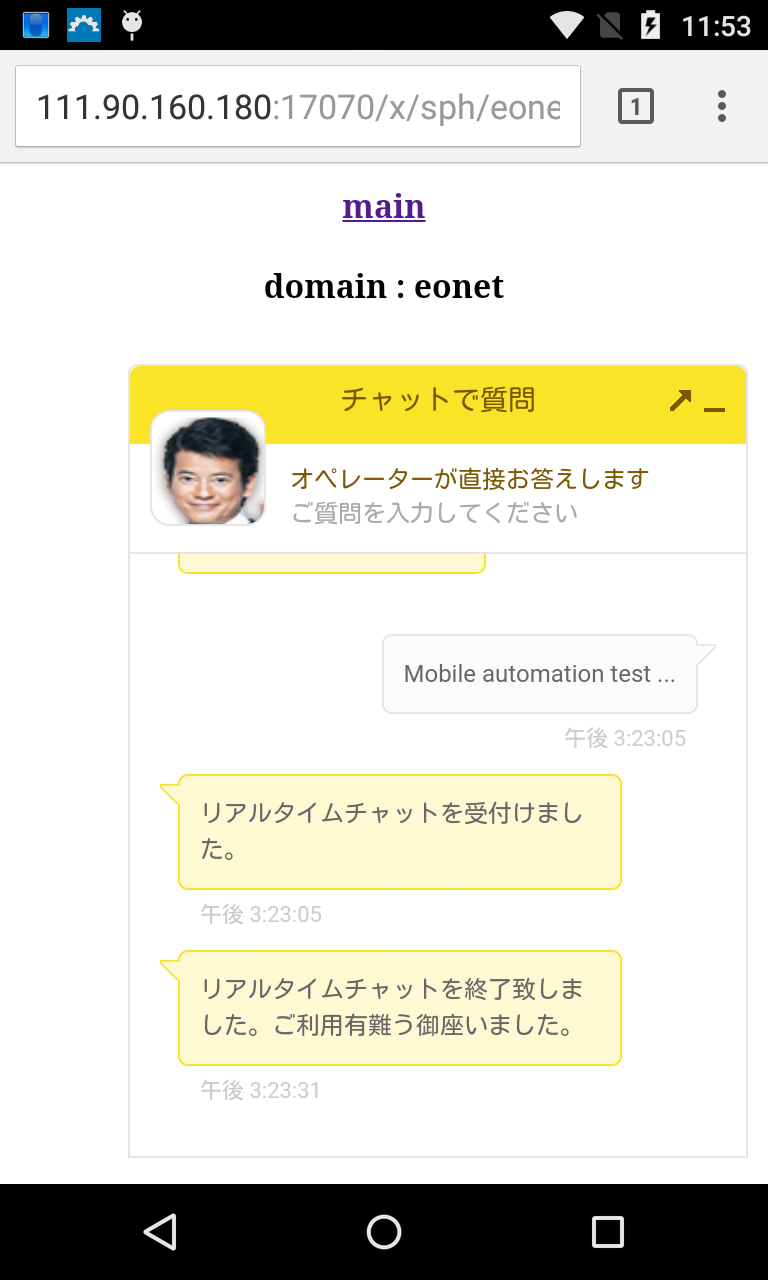 11:53
111.90.160.180:17070/x/sph/eone
1
main
domain : eonet
チャットで質問
オペレーターが直接お答えします
ご質問を入力してください
Mobile automation test ...
午後 3:23:05
リアルタイムチャットを受付けまし
た。
午後 3:23:05
リアルタイムチャットを終了致しま
した。ご利用有難う御座いました。
午後 3:23:31